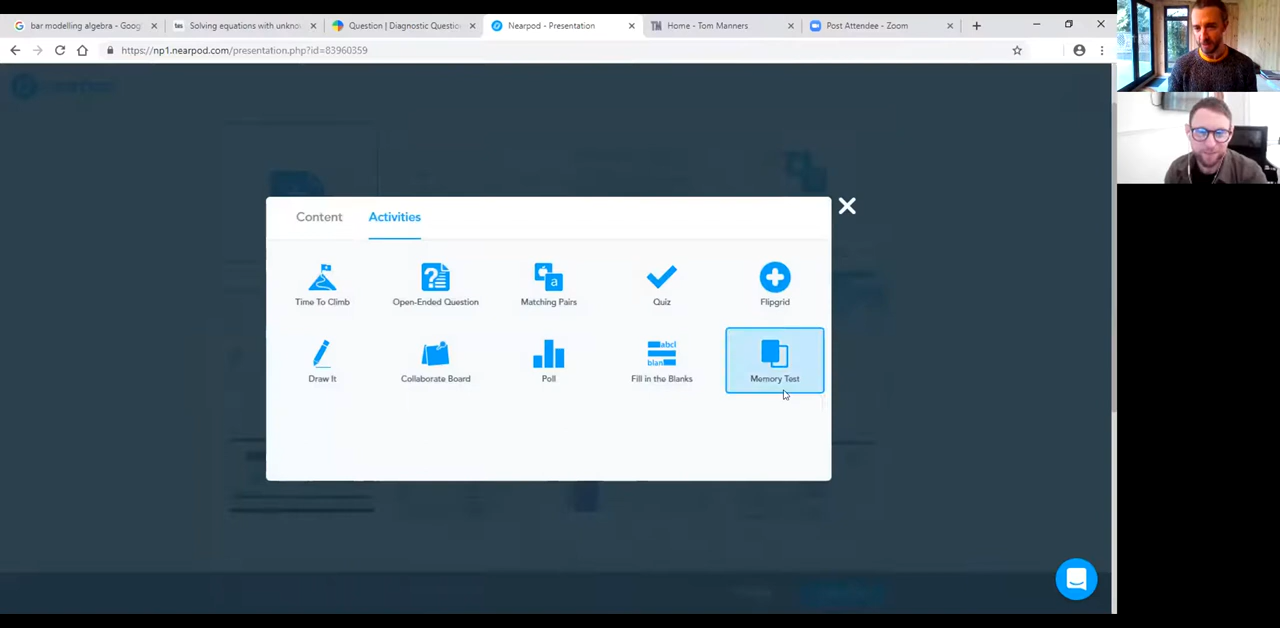 bar modelling algebra - Goog
Solving equations with unkno
Question | Diagnostic Questio
Nearpod - Presentation
TM Home - Tom Manners
Post Attendee - Zoom
https://np1.nearpod.com/presentation.php?id=83960359
Content Activities
Time To Climb
Open-Ended Question
Matching Pairs
Quiz
Flipgrid
Draw It
Collaborate Board
Poll
Fill in the Blanks
Memory Test